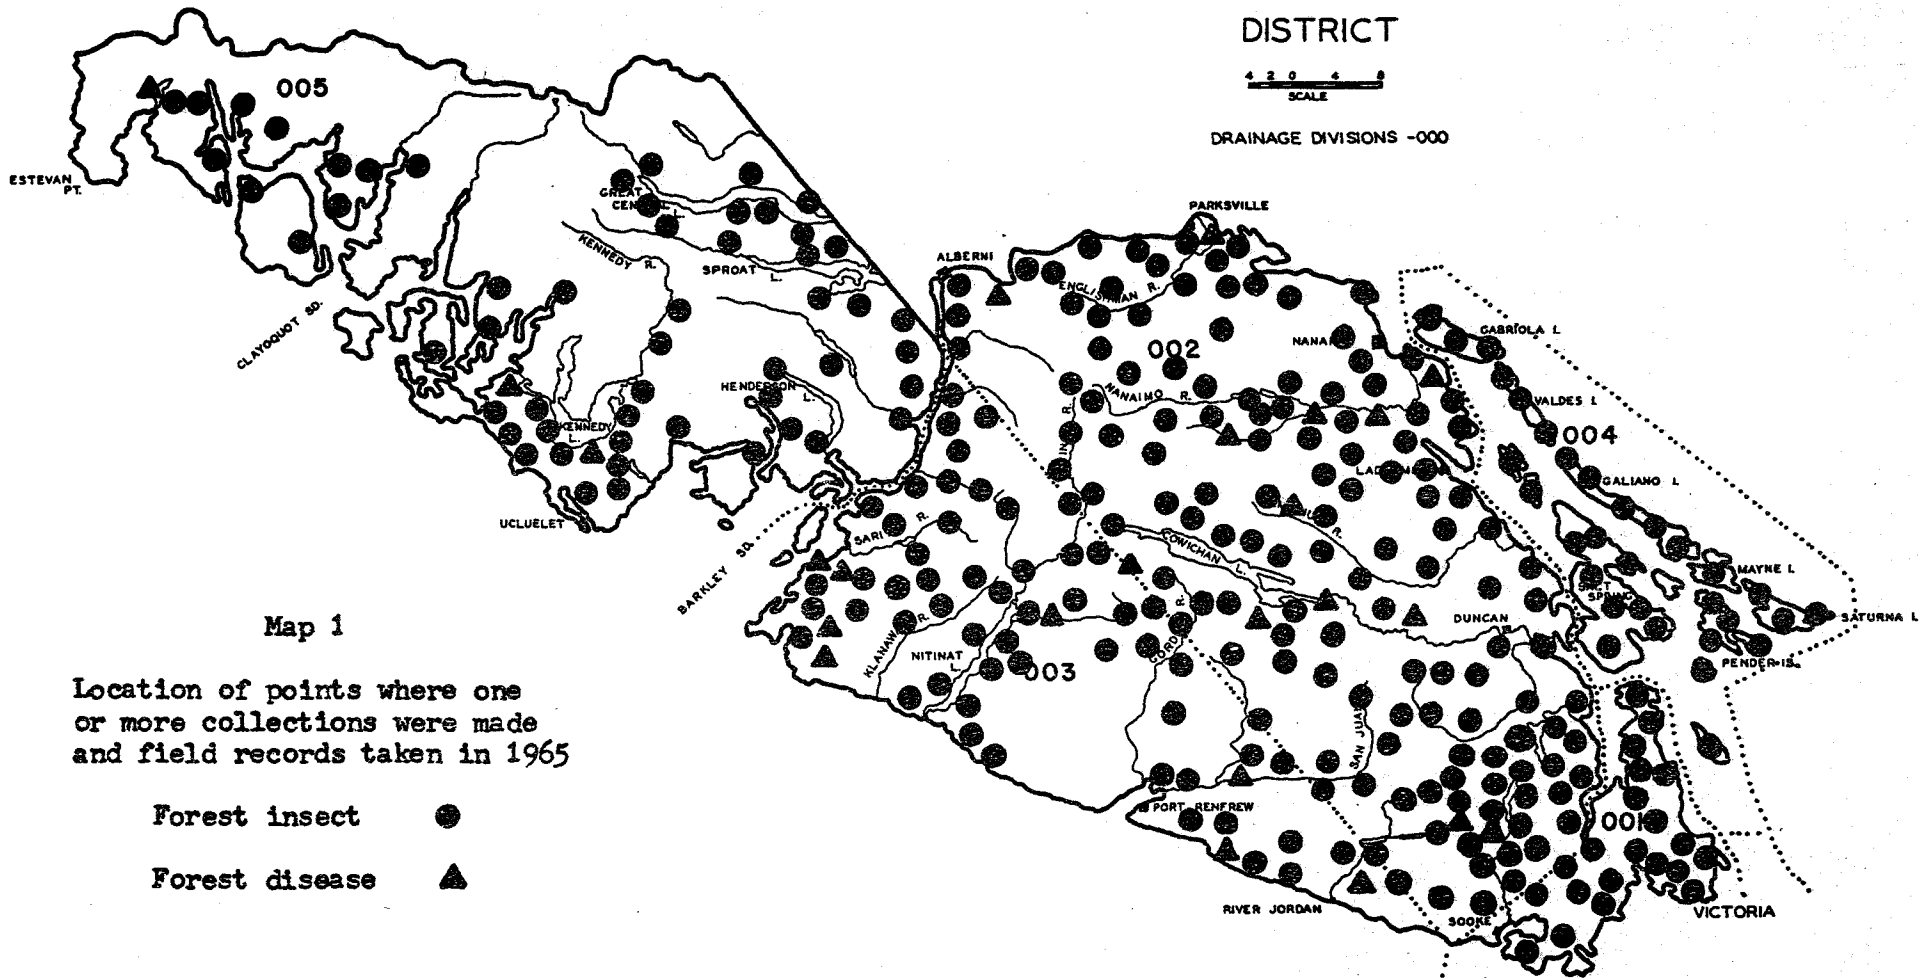 DISTRICT
4 2 0 4 8
SCALE
DRAINAGE DIVISIONS -000
005
ESTEVAN
PT.
GREAT
L.
PARKSVILLE
KENNEDY R.
SPROAT L.
ALBERNI
ENGLISHMAN R.
CLAYOQUOT SD.
GABRIOLA I.
002
HENDERSON
L.
NANAIMO R.
VALDES I.
004
KENNEDY
L.
GALIANO I.
UCLUELET
R.
R.
COWICHAN L.
BARKLEY SD.
MAYNE I.
SPRING
SATURNA I.
Map 1
KLANAWA R.
R.
DUNCAN
NITINAT
L.
003
PENDER IS.
Location of points where one
or more collections were made
and field records taken in 1965
SAN JUAN
PORT RENFREW
Forest insect
001
Forest disease
RIVER JORDAN
SOOKE
VICTORIA